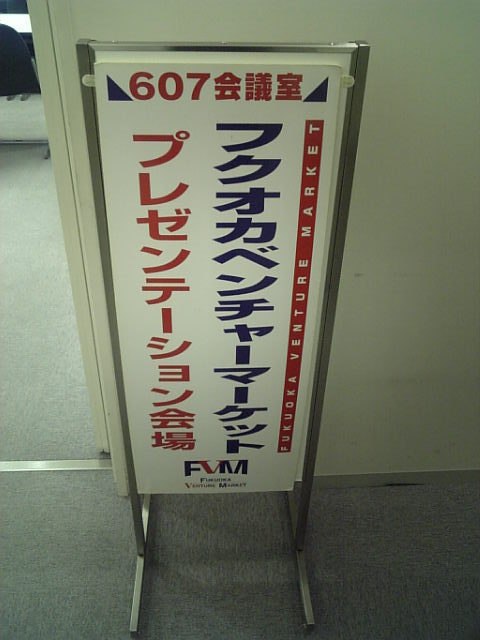 607会議室
FUKUOKA VENTURE MARKET
フクオカベンチャーマーケット
プレゼンテーション会場
FVM
FUKUOKA
VENTURE MARKET